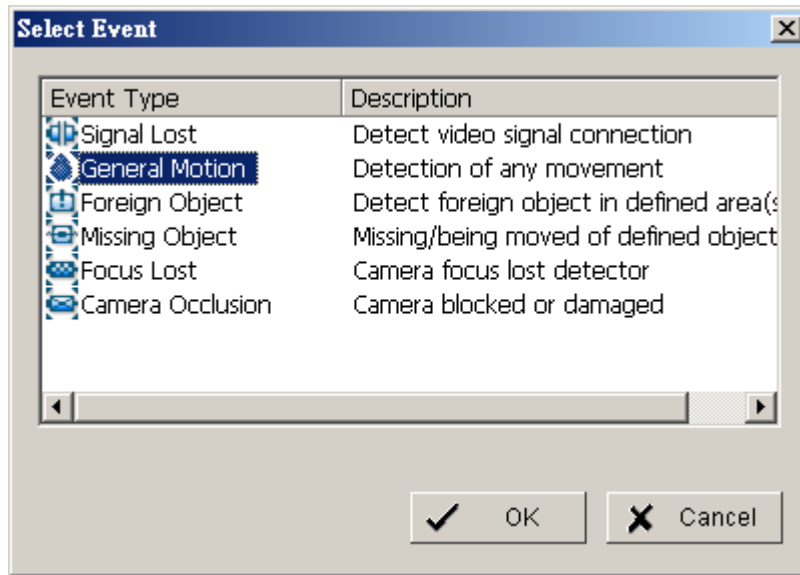 Select Event
Event Type Description
Signal Lost Detect video signal connection
General Motion Detection of any movement
Foreign Object Detect foreign object in defined area(s
Missing Object Missing/being moved of defined object
Focus Lost Camera focus lost detector
Camera Occlusion Camera blocked or damaged
OK Cancel